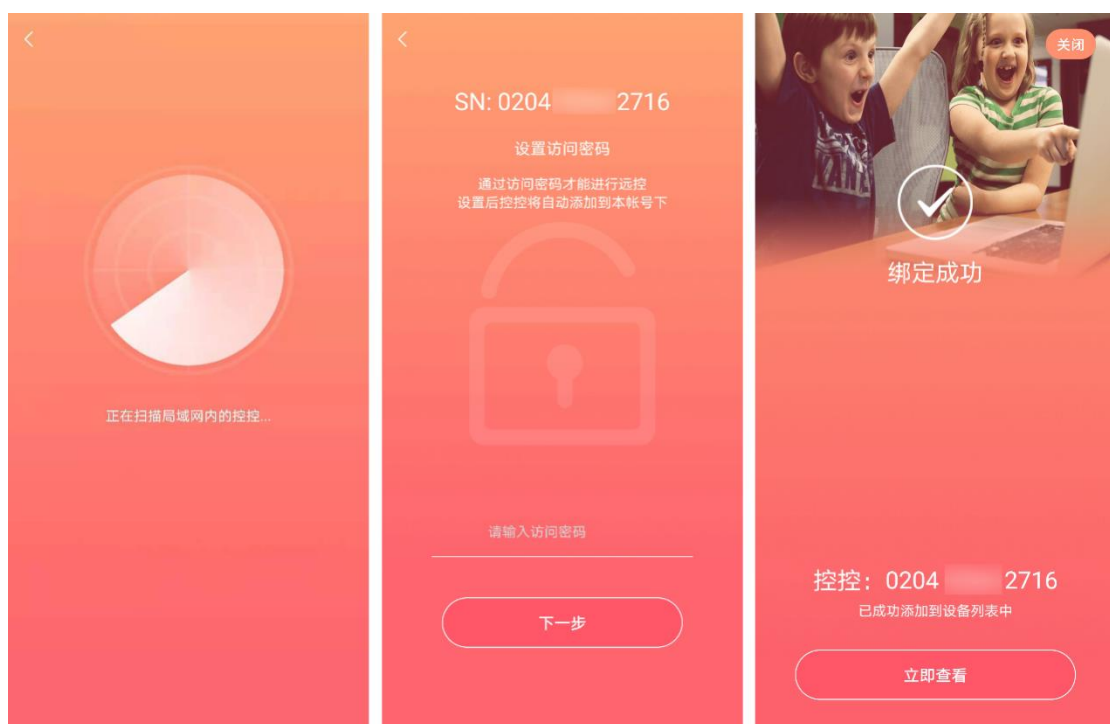 正在扫描局域网内的控控...
SN: 0204 2716
设置访问密码
通过访问密码才能进行远控
设置后控控将自动添加到本帐号下
请输入访问密码
下一步
关闭
绑定成功
控控：0204 2716
已成功添加到设备列表中
立即查看